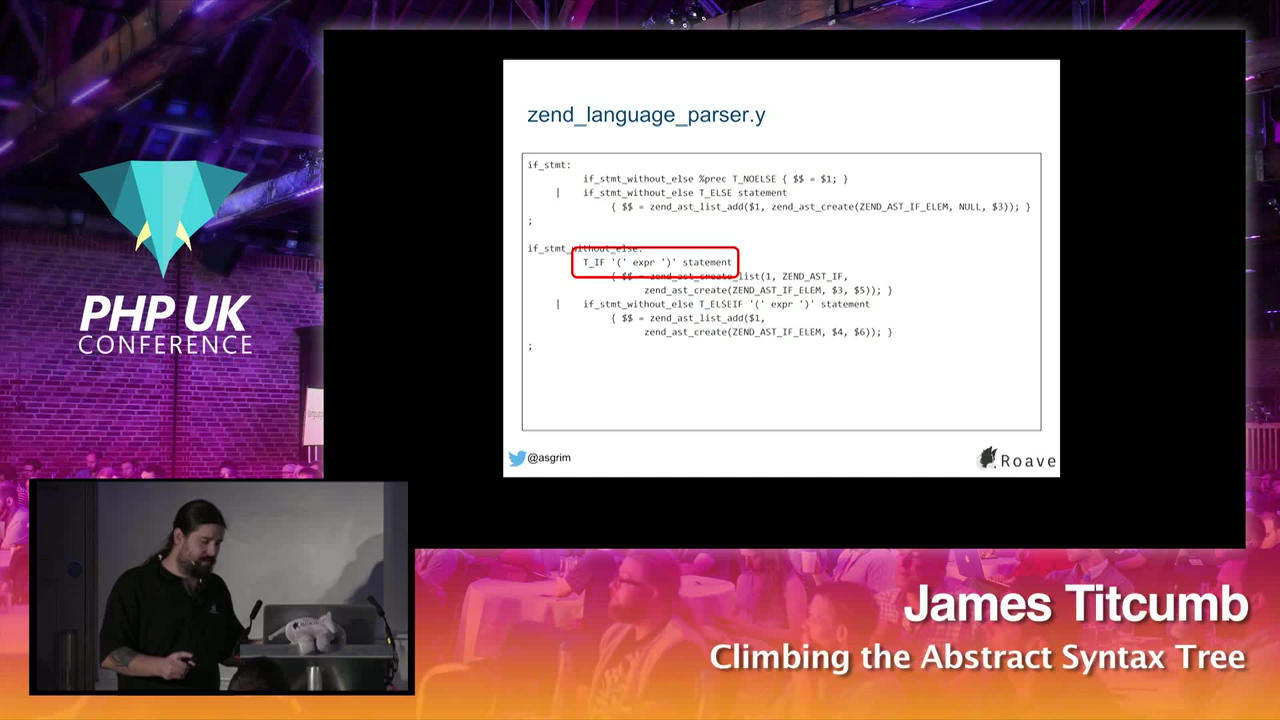 zend_language_parser.y
if_stmt:
if_stmt_without_else %prec T_NOELSE { $$ = $1; }
| if_stmt_without_else T_ELSE statement
{ $$ = zend_ast_list_add($1, zend_ast_create(ZEND_AST_IF_ELEM, NULL, $3)); }
;
if_stmt_without_else:
T_IF '(' expr ')' statement
{ $$ = zend_ast_create_list(1, ZEND_AST_IF,
zend_ast_create(ZEND_AST_IF_ELEM, $3, $5)); }
| if_stmt_without_else T_ELSEIF '(' expr ')' statement
{ $$ = zend_ast_list_add($1,
zend_ast_create(ZEND_AST_IF_ELEM, $4, $6)); }
;
@asgrim
Roave
PHP UK
CONFERENCE
James Titcumb
Climbing the Abstract Syntax Tree